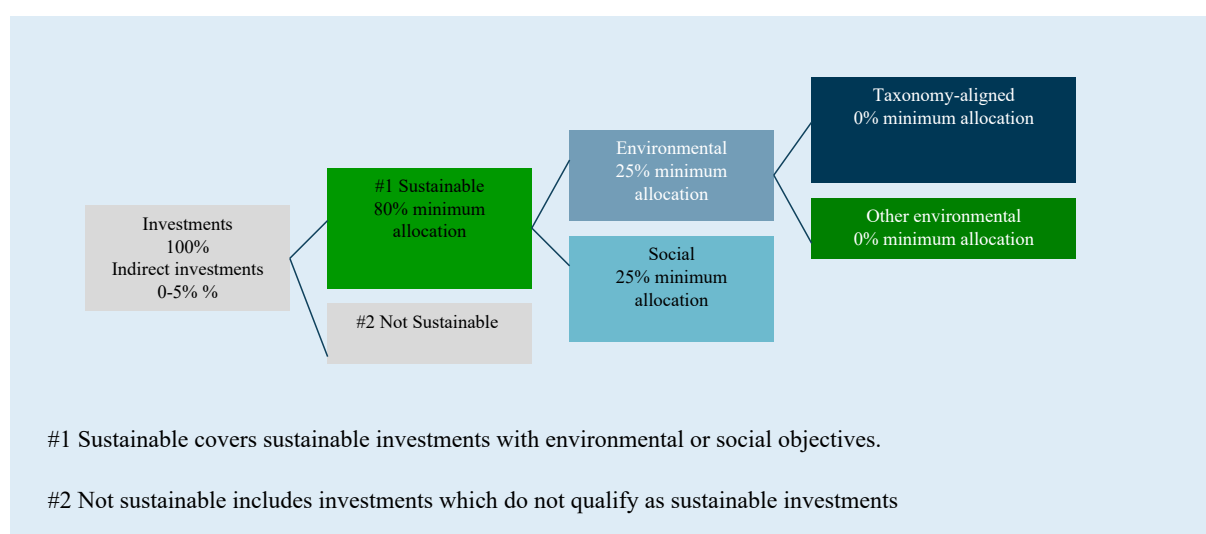 Investments
100%
Indirect investments
0-5% %
#1 Sustainable
80% minimum
allocation
#2 Not Sustainable
Environmental
25% minimum
allocation
Social
25% minimum
allocation
Taxonomy-aligned
0% minimum allocation
Other environmental
0% minimum allocation
#1 Sustainable covers sustainable investments with environmental or social objectives.
#2 Not sustainable includes investments which do not qualify as sustainable investments